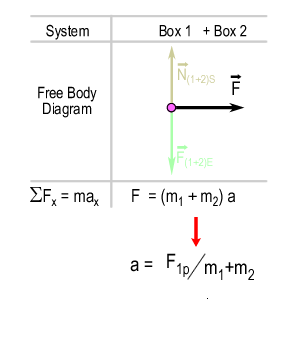 System Box 1 + Box 2
Free Body Diagram
N(1+2)S
F
F(1+2)E
ΣFx = max F = (m1 + m2) a
a = F1p/m1+m2